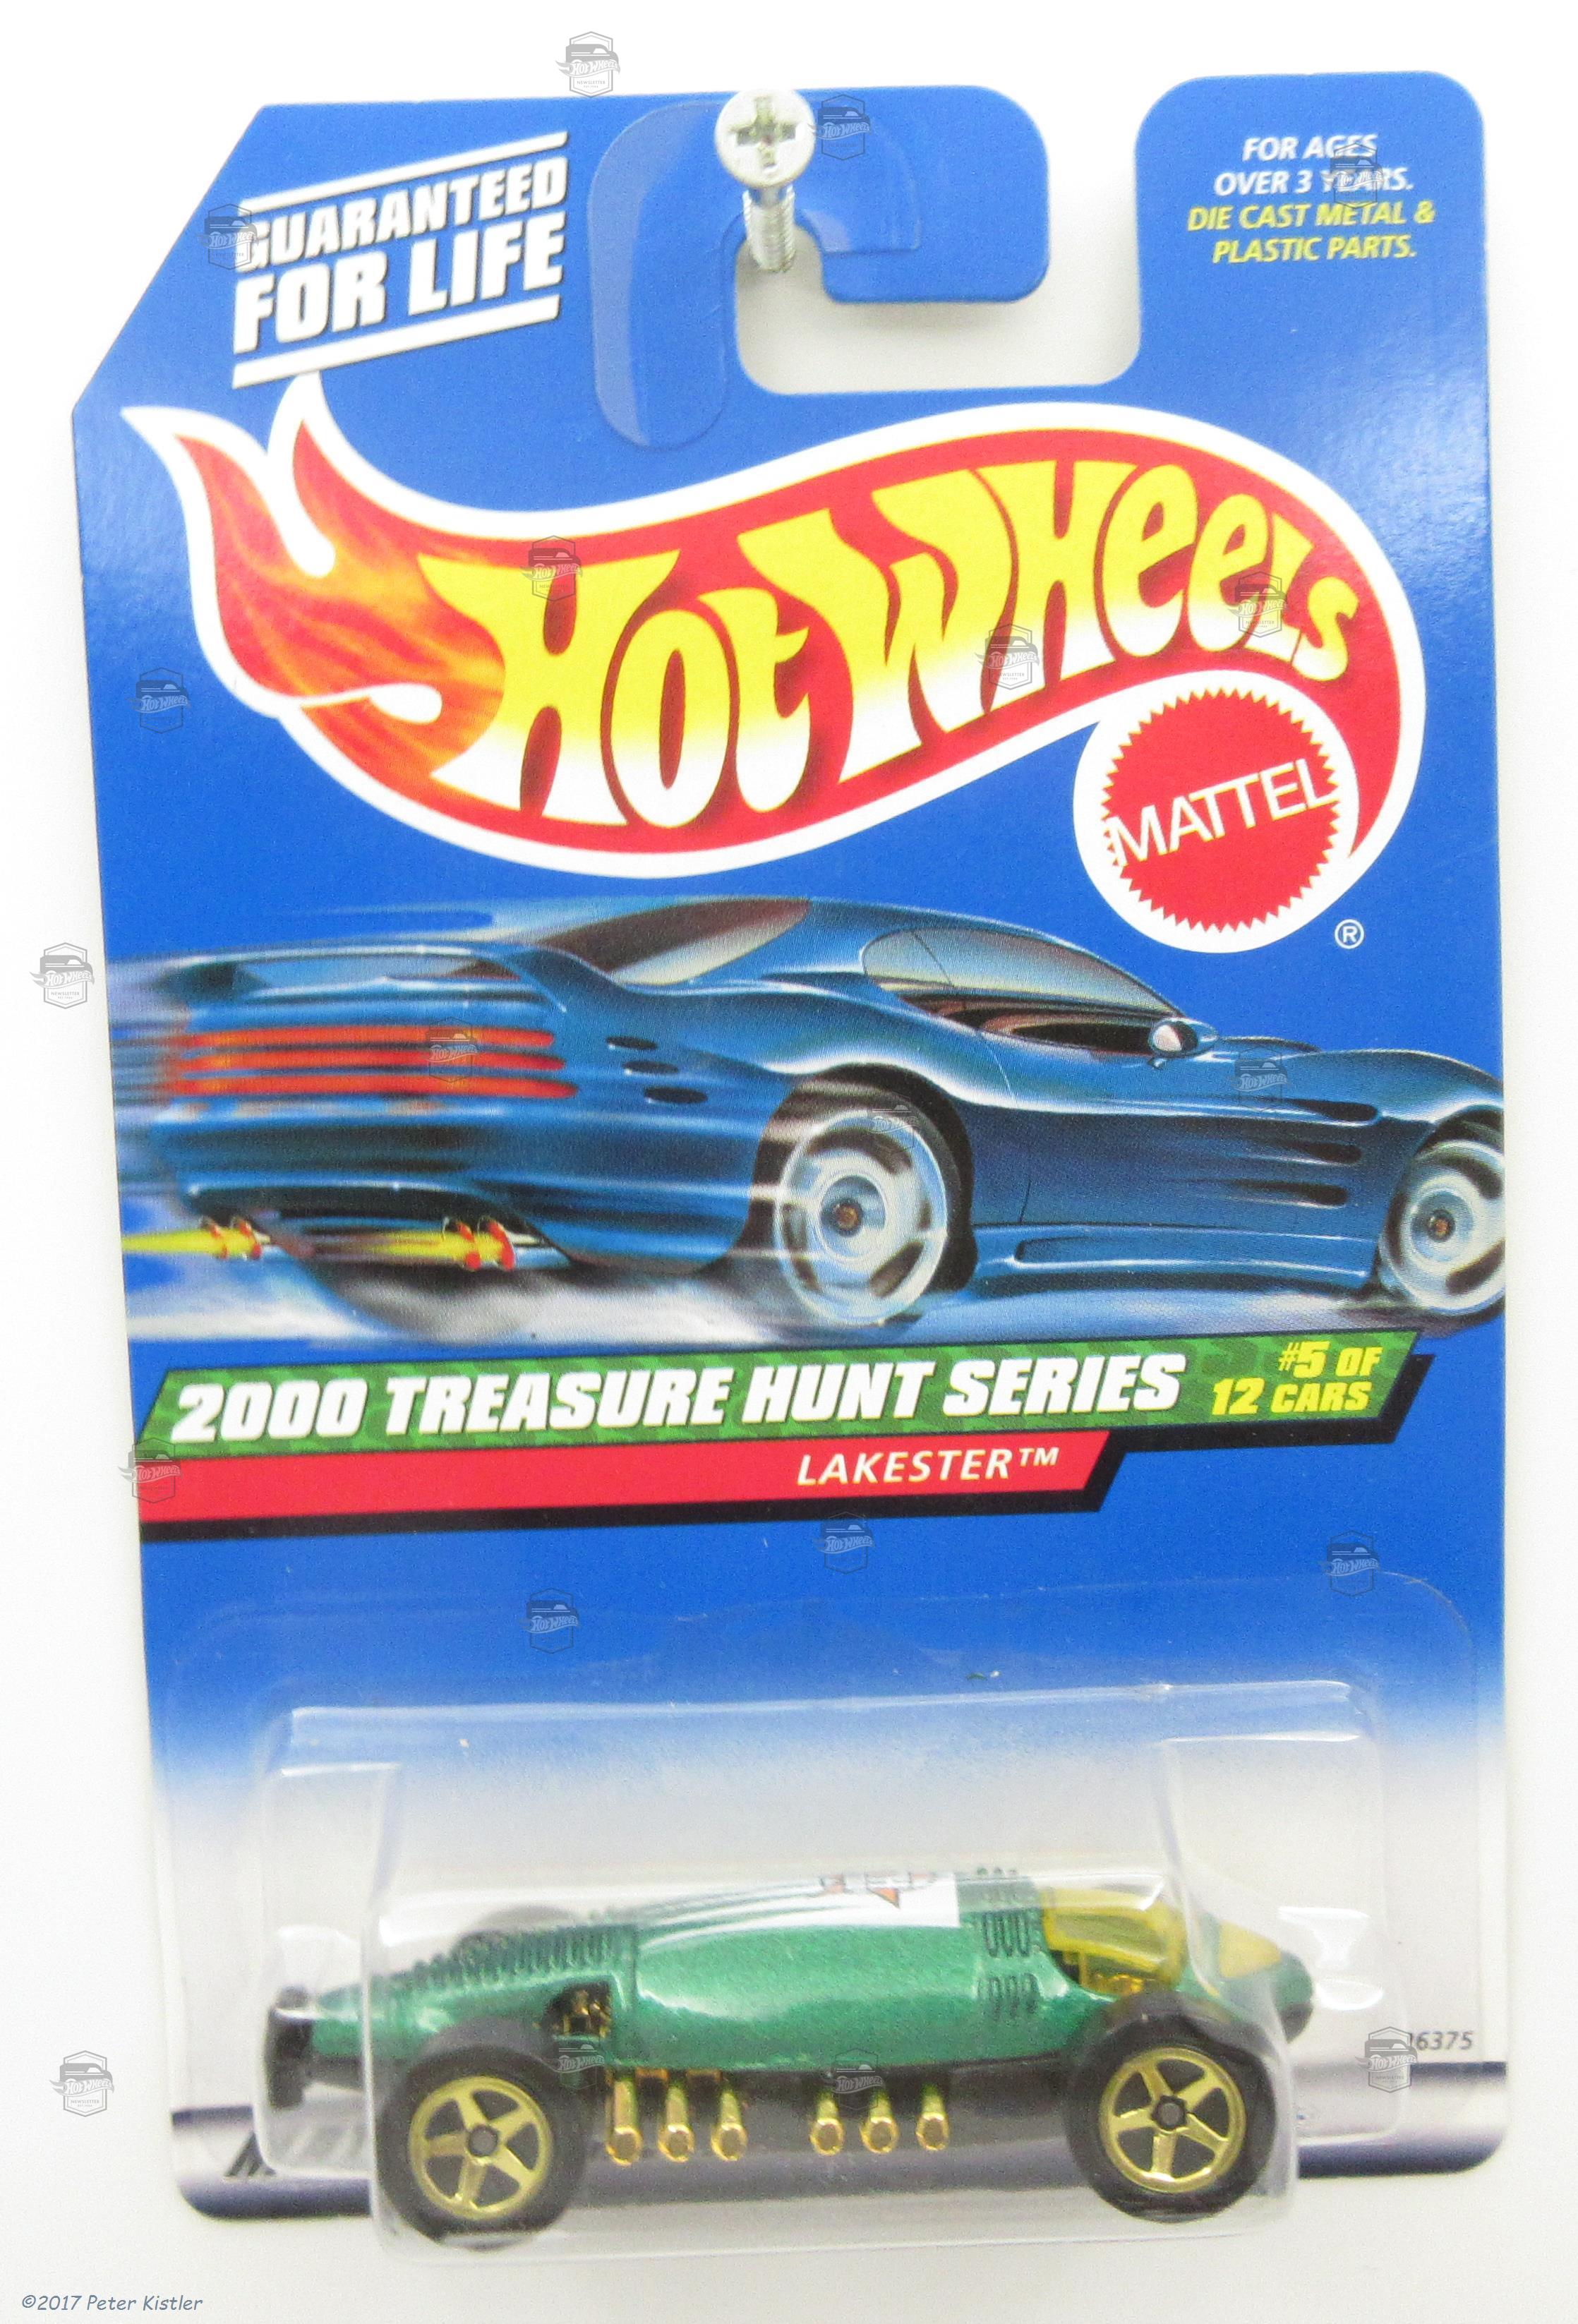 GUARANTEED
FOR LIFE
FOR AGES
OVER 3 YEARS.
DIE CAST METAL &
PLASTIC PARTS.
Hot Wheels
MATTEL
®
2000 TREASURE HUNT SERIES
#5 OF
12 CARS
LAKESTER™
©2017 Peter Kistler